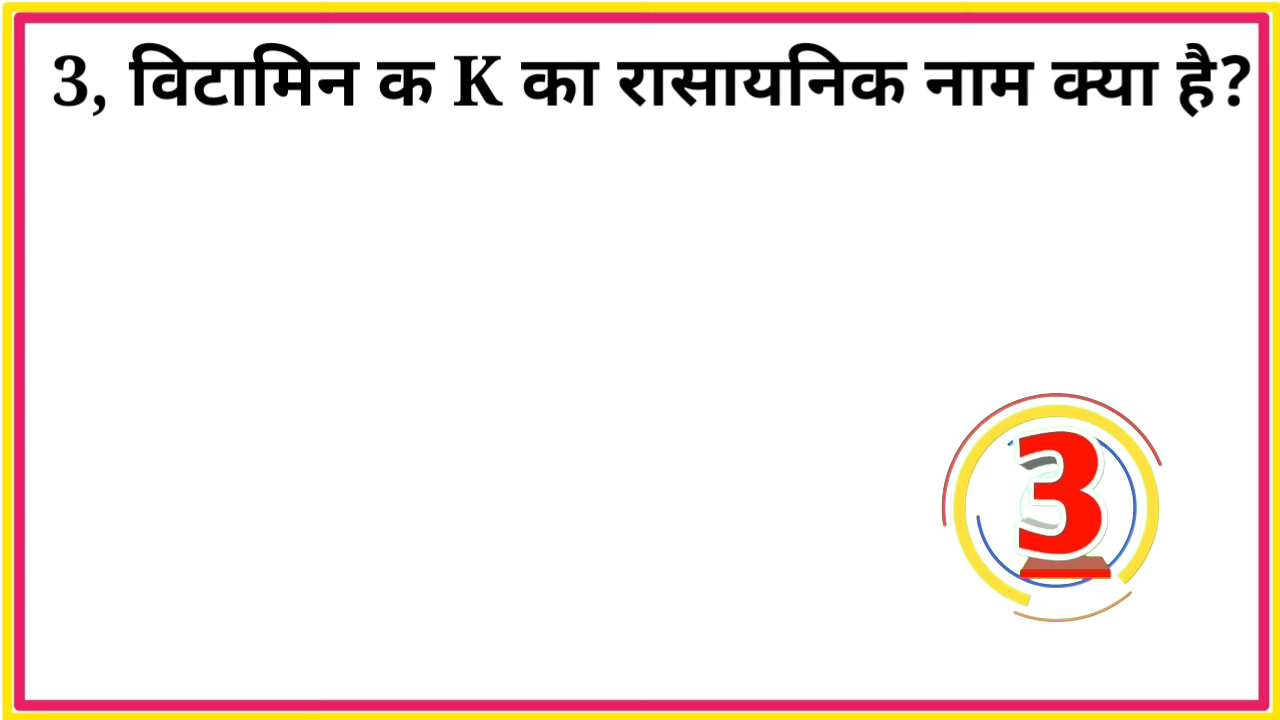 3, विटामिन क K का रासायनिक नाम क्या है?
3